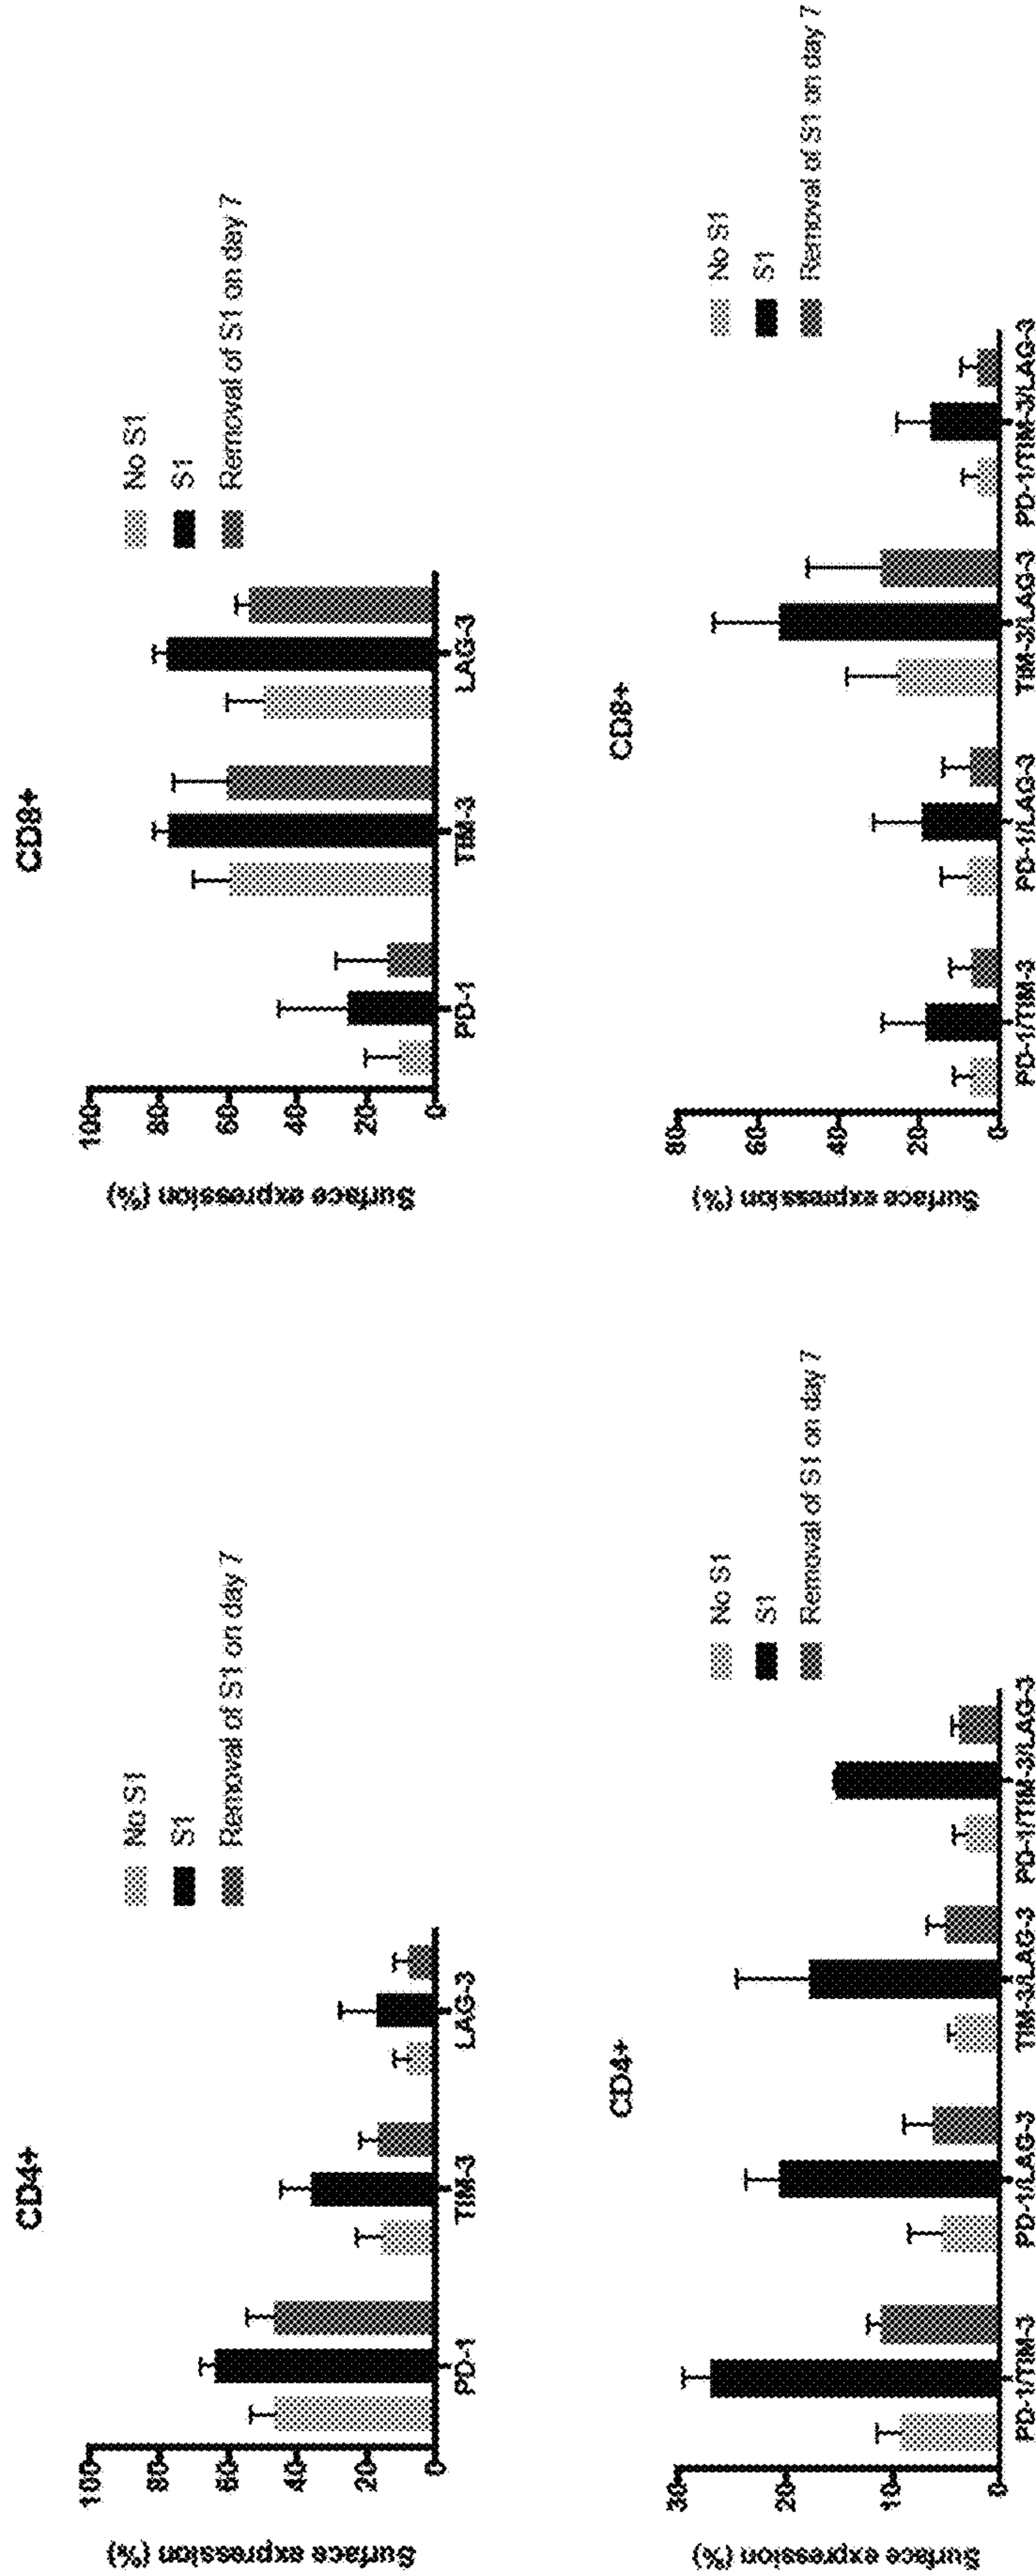 CD4+
Surface expression (%)
100
80
60
40
20
0
PD-1
TIM-3
LAG-3
No S1
S1
Removal of S1 on day 7
CD8+
Surface expression (%)
100
80
60
40
20
0
PD-1
TIM-3
LAG-3
No S1
S1
Removal of S1 on day 7
CD4+
Surface expression (%)
30
20
10
0
PD-1/TIM-3
PD-1/LAG-3
TIM-3/LAG-3
PD-1/TIM-3/LAG-3
No S1
S1
Removal of S1 on day 7
CD8+
Surface expression (%)
80
60
40
20
0
PD-1/TIM-3
PD-1/LAG-3
TIM-3/LAG-3
PD-1/TIM-3/LAG-3
No S1
S1
Removal of S1 on day 7